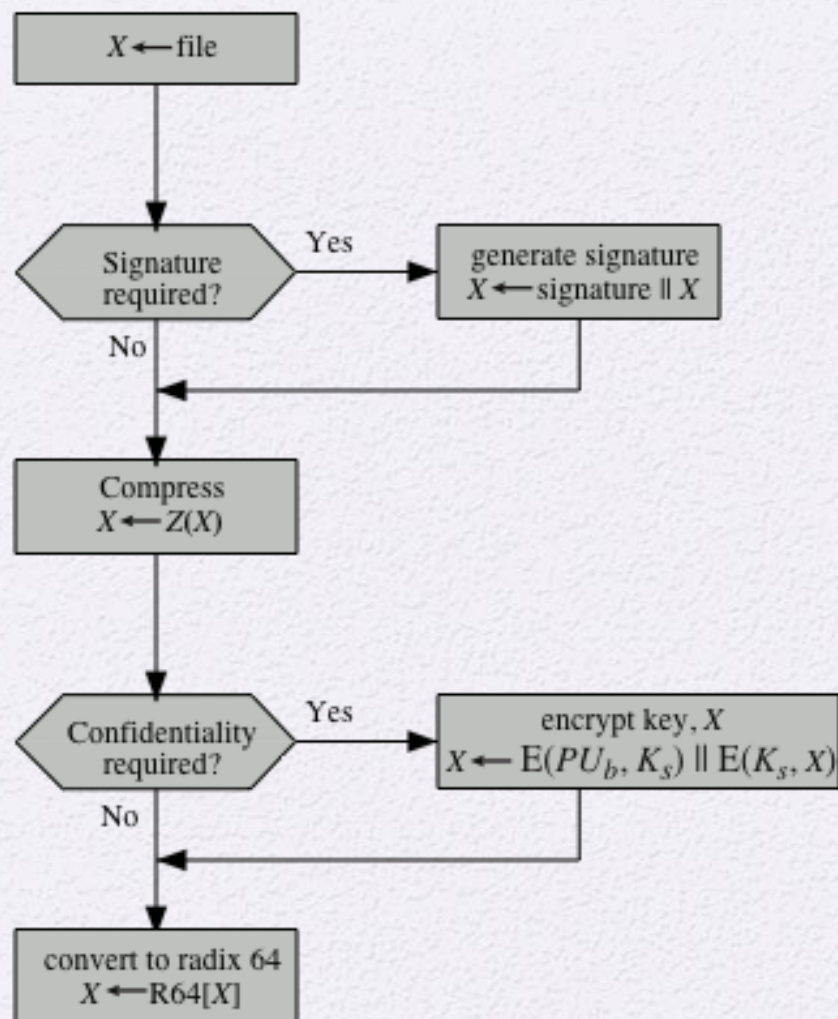 X ← file
Signature
required?
Yes
generate signature
X ← signature || X
No
Compress
X ← Z(X)
Confidentiality
required?
Yes
encrypt key, X
X ← E(PU_b, K_s) || E(K_s, X)
No
convert to radix 64
X ← R64[X]